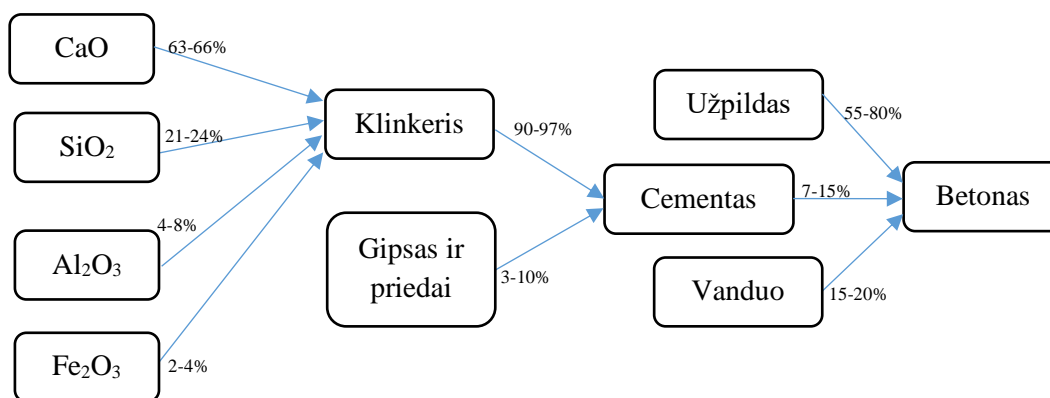 CaO
63-66%
SiO₂
21-24%
Al₂O₃
4-8%
Fe₂O₃
2-4%
Klinkeris
90-97%
Gipsas ir
priedai
3-10%
Cementas
7-15%
Užpildas
55-80%
Vanduo
15-20%
Betonas